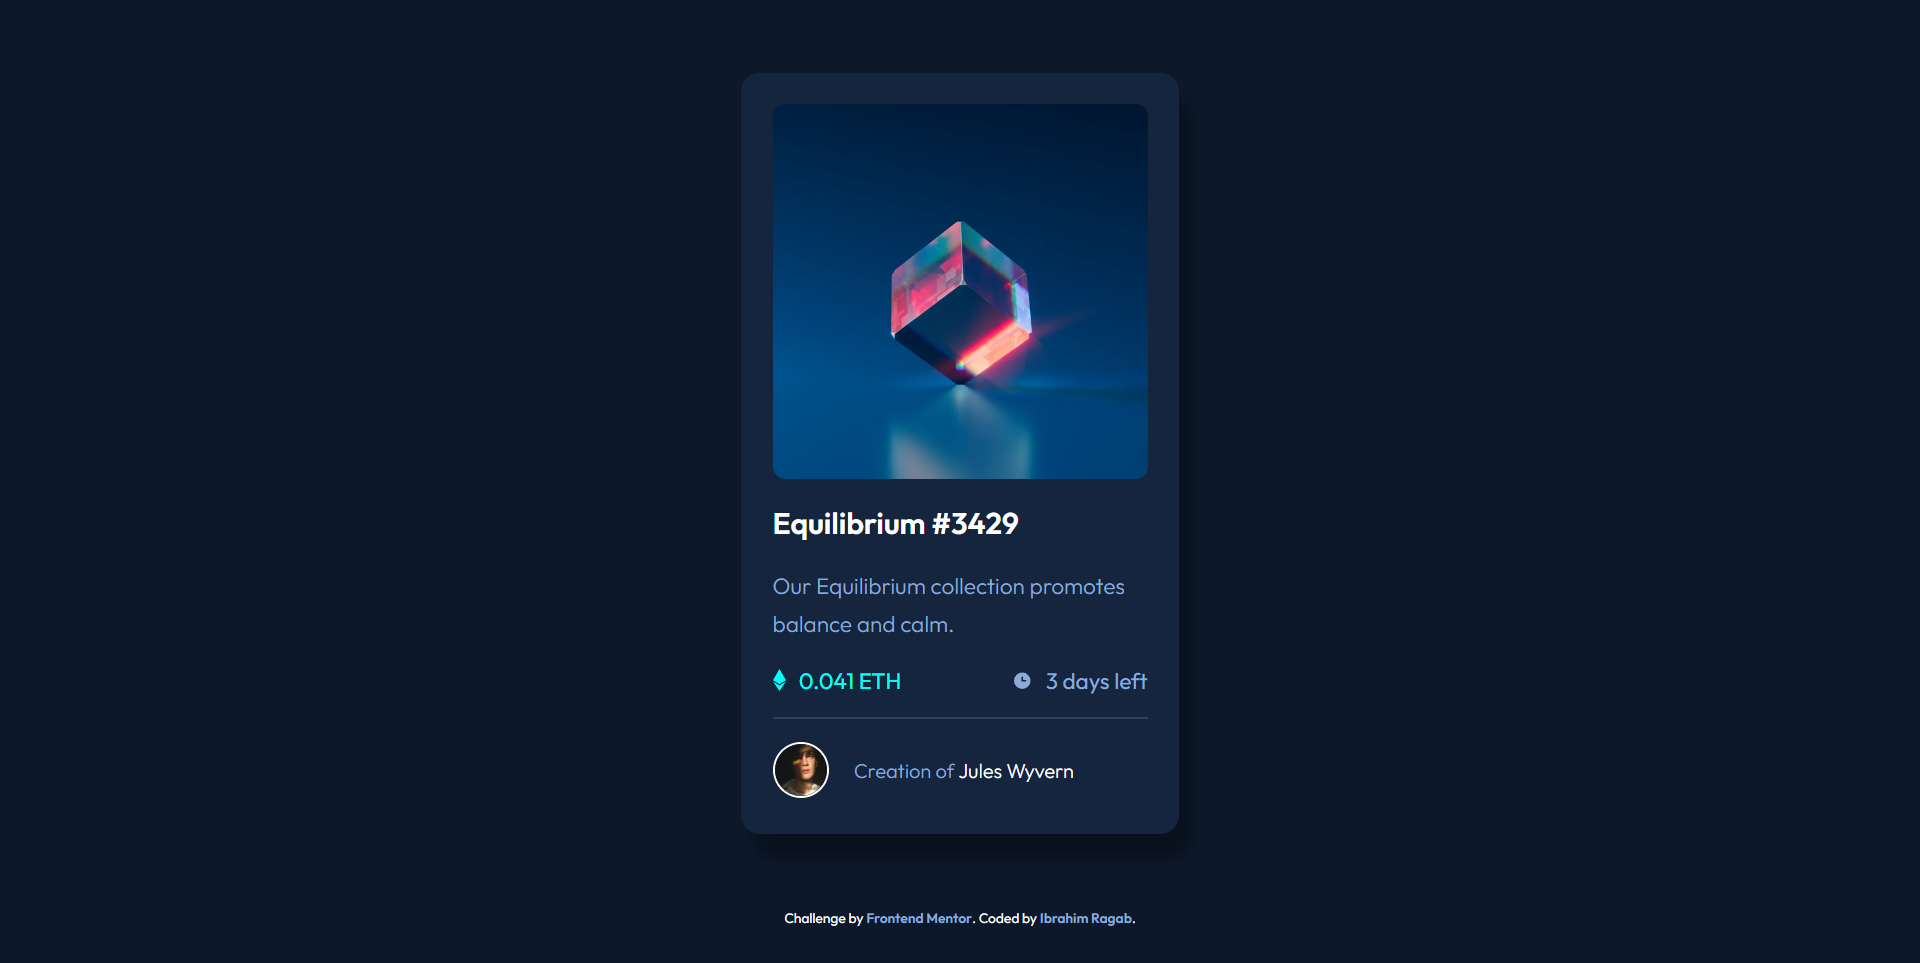 Equilibrium #3429
Our Equilibrium collection promotes
balance and calm.
0.041 ETH
3 days left
Creation of Jules Wyvern
Challenge by Frontend Mentor. Coded by Ibrahim Ragab.